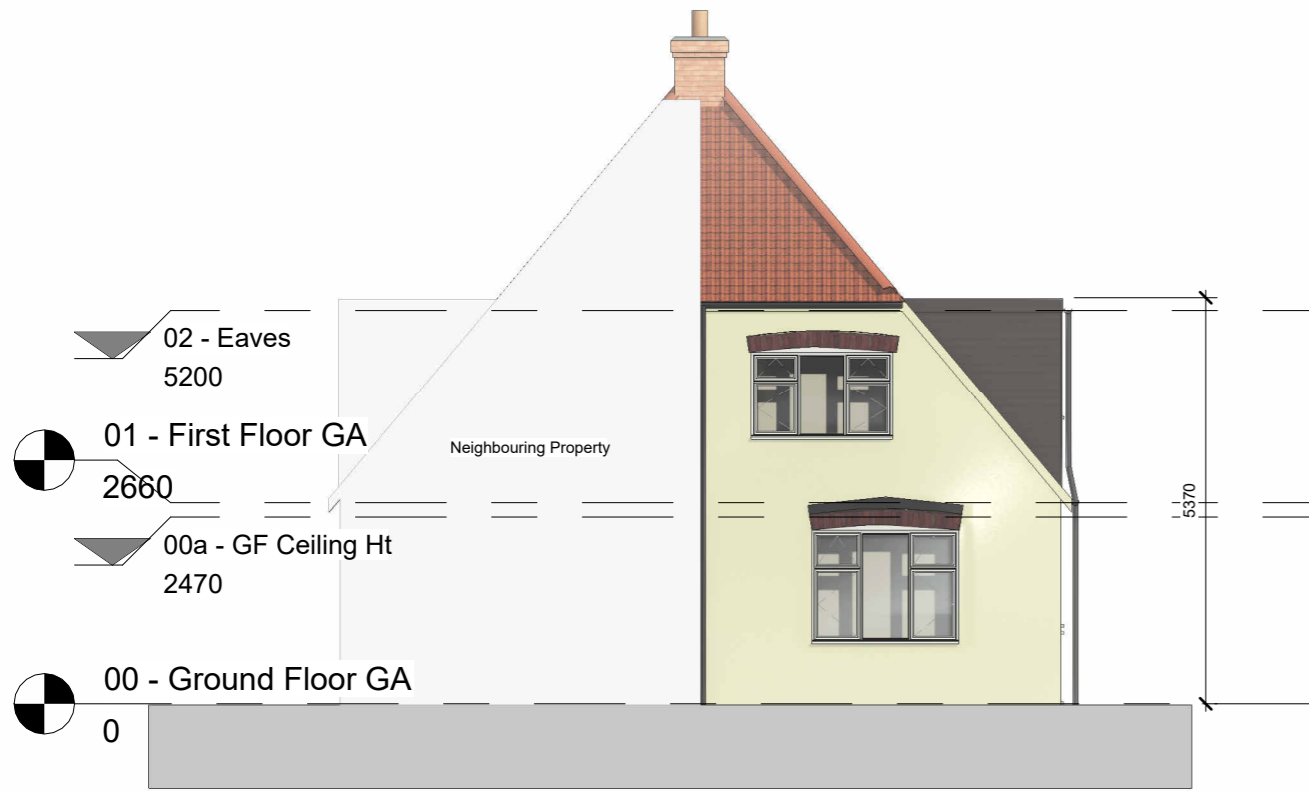 02 - Eaves
5200
01 - First Floor GA
2660
Neighbouring Property
5370
00a - GF Ceiling Ht
2470
00 - Ground Floor GA
0